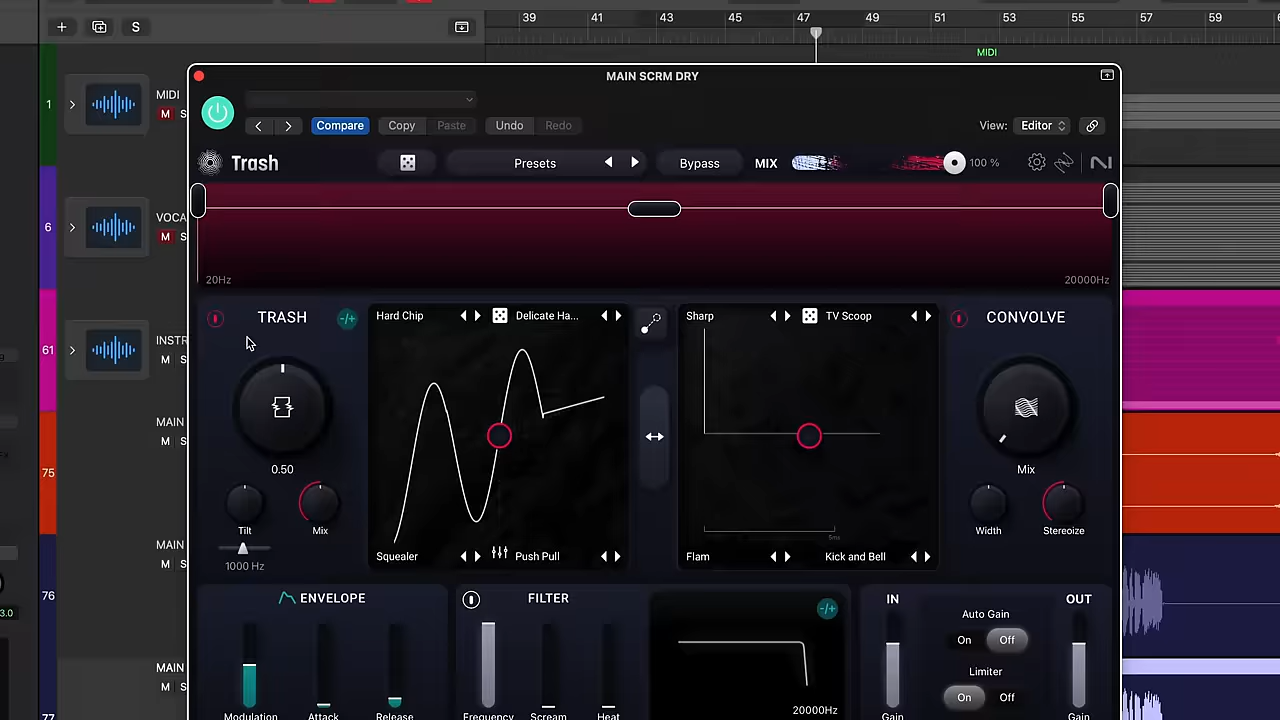 39 41 43 45 47 49 51 53 55 57 59
+ S
MIDI
MAIN SCRM DRY
1 MIDI
M S
Compare Copy Paste Undo Redo View: Editor
Trash Presets Bypass MIX 100 %
6 VOCA
M S
20Hz 20000Hz
TRASH -/+ Hard Chip Delicate Ha... Sharp TV Scoop CONVOLVE
61 INSTR
M S
0.50 Mix
MAIN
M S
75
Tilt Mix Width Stereoize
1000 Hz Squealer Push Pull 5ms Flam Kick and Bell
MAIN
M S
76
3.0
ENVELOPE FILTER -/+ IN OUT
Auto Gain
On Off
Limiter
On Off
MAIN
M S
77
20000Hz
Modulation Attack Release Frequency Scream Heat Gain Gain